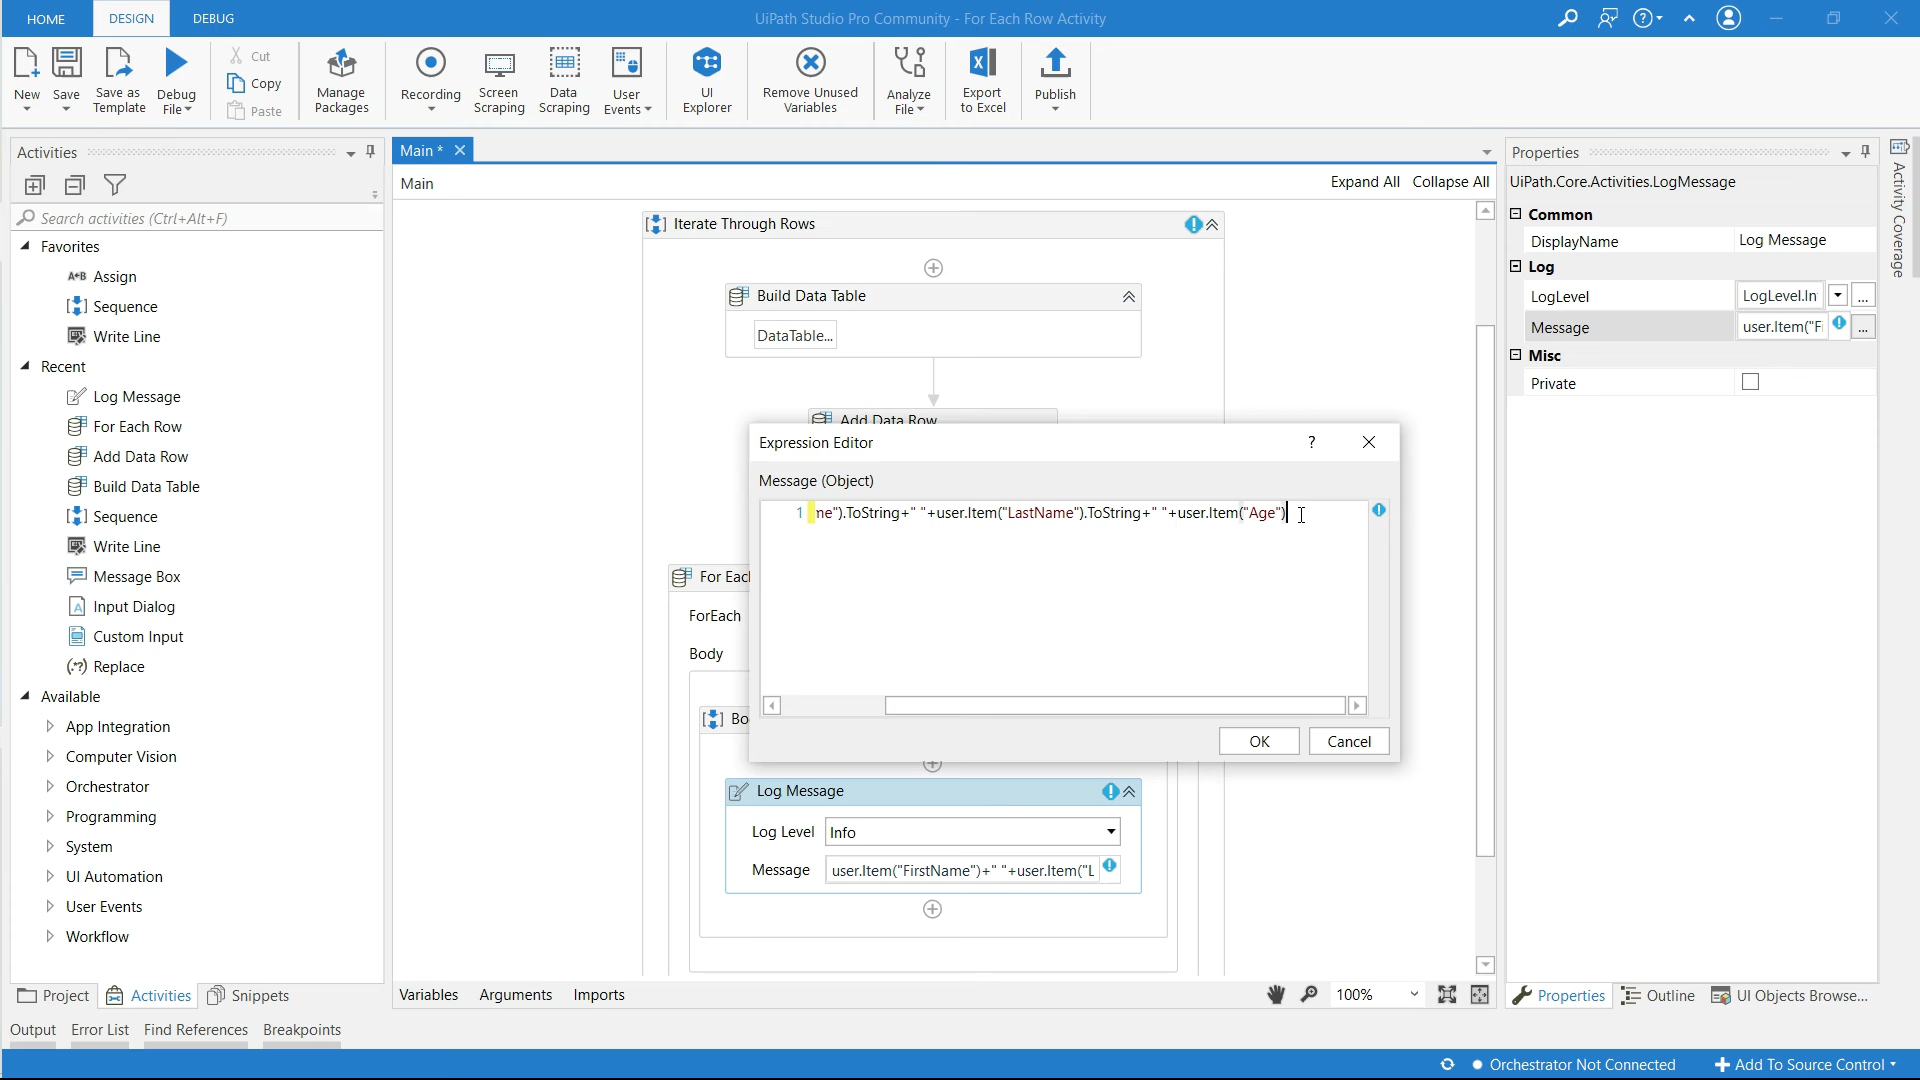 HOME DESIGN DEBUG UiPath Studio Pro Community - For Each Row Activity
New Save Save as Template Debug File Cut Copy Paste Manage Packages Recording Screen Scraping Data Scraping User Events UI Explorer Remove Unused Variables Analyze File Export to Excel Publish
Activities
Search activities (Ctrl+Alt+F)
Favorites
Assign
Sequence
Write Line
Recent
Log Message
For Each Row
Add Data Row
Build Data Table
Sequence
Write Line
Message Box
Input Dialog
Custom Input
Replace
Available
App Integration
Computer Vision
Orchestrator
Programming
System
UI Automation
User Events
Workflow
Project Activities Snippets
Main *
Main Expand All Collapse All
Iterate Through Rows
Build Data Table
DataTable...
Add Data Row
Expression Editor ?
Message (Object)
1 me").ToString+" "+user.Item("LastName").ToString+" "+user.Item("Age")
OK Cancel
For Eac
ForEach
Body
Bo
Log Message
Log Level Info
Message user.Item("FirstName")+" "+user.Item("L
Variables Arguments Imports 100%
Properties
UiPath.Core.Activities.LogMessage
Common
DisplayName Log Message
Log
LogLevel LogLevel.In ...
Message user.Item("Fi ...
Misc
Private
Properties Outline UI Objects Browse...
Activity Coverage
Output Error List Find References Breakpoints
Orchestrator Not Connected Add To Source Control